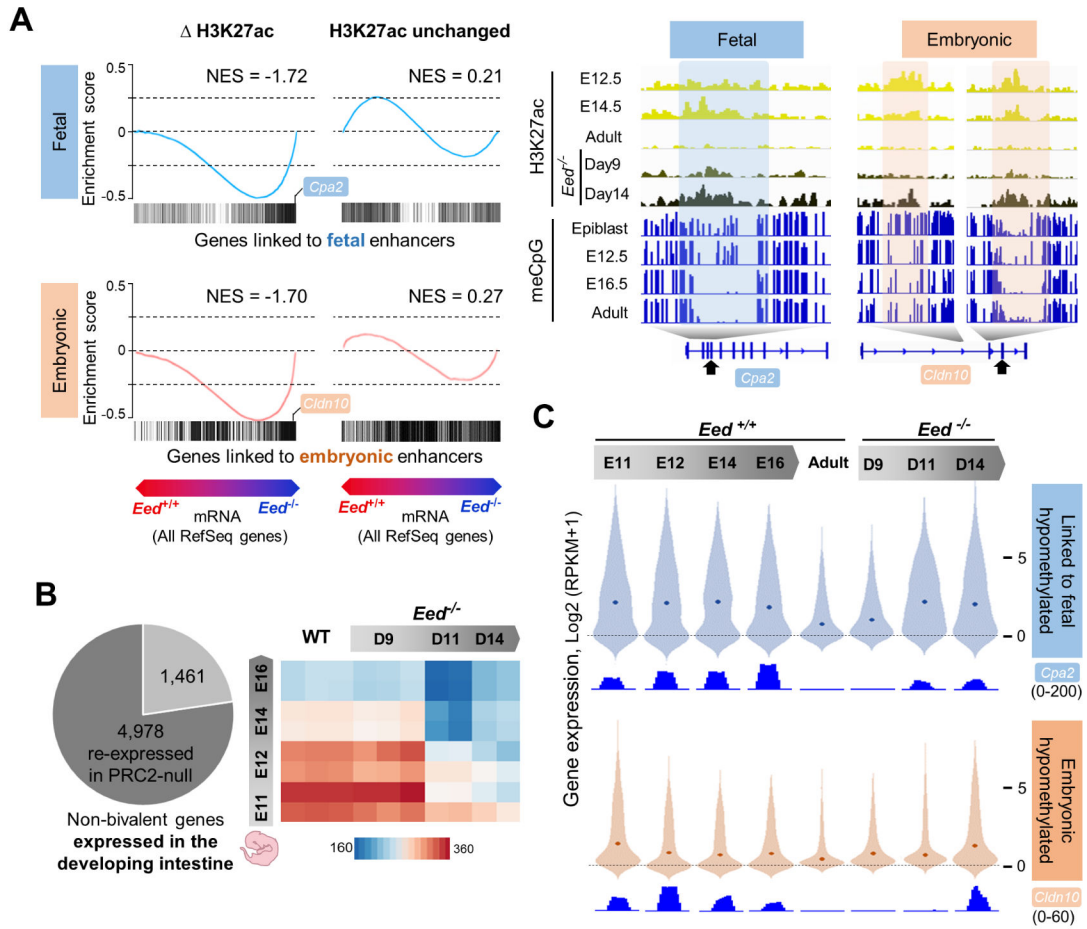 A
Δ H3K27ac
H3K27ac unchanged
Fetal
Enrichment score
0.5
0
-0.5
NES = -1.72
NES = 0.21
Cpa2
Genes linked to fetal enhancers
Embryonic
Enrichment score
0.5
0
-0.5
NES = -1.70
NES = 0.27
Cldn10
Genes linked to embryonic enhancers
Eed+/+
Eed-/-
Eed+/+
Eed-/-
mRNA
(All RefSeq genes)
mRNA
(All RefSeq genes)
Fetal
Embryonic
H3K27ac
E12.5
E14.5
Adult
Eed-/-
Day9
Day14
meCpG
Epiblast
E12.5
E16.5
Adult
Cpa2
Cldn10
B
1,461
4,978
re-expressed
in PRC2-null
Non-bivalent genes
expressed in the
developing intestine
Eed-/-
WT
D9
D11
D14
E16
E14
E12
E11
160
360
C
Eed +/+
Eed -/-
E11
E12
E14
E16
Adult
D9
D11
D14
Gene expression, Log2 (RPKM+1)
5
0
Linked to fetal
hypomethylated
Cpa2
(0-200)
5
0
Embryonic
hypomethylated
Cldn10
(0-60)